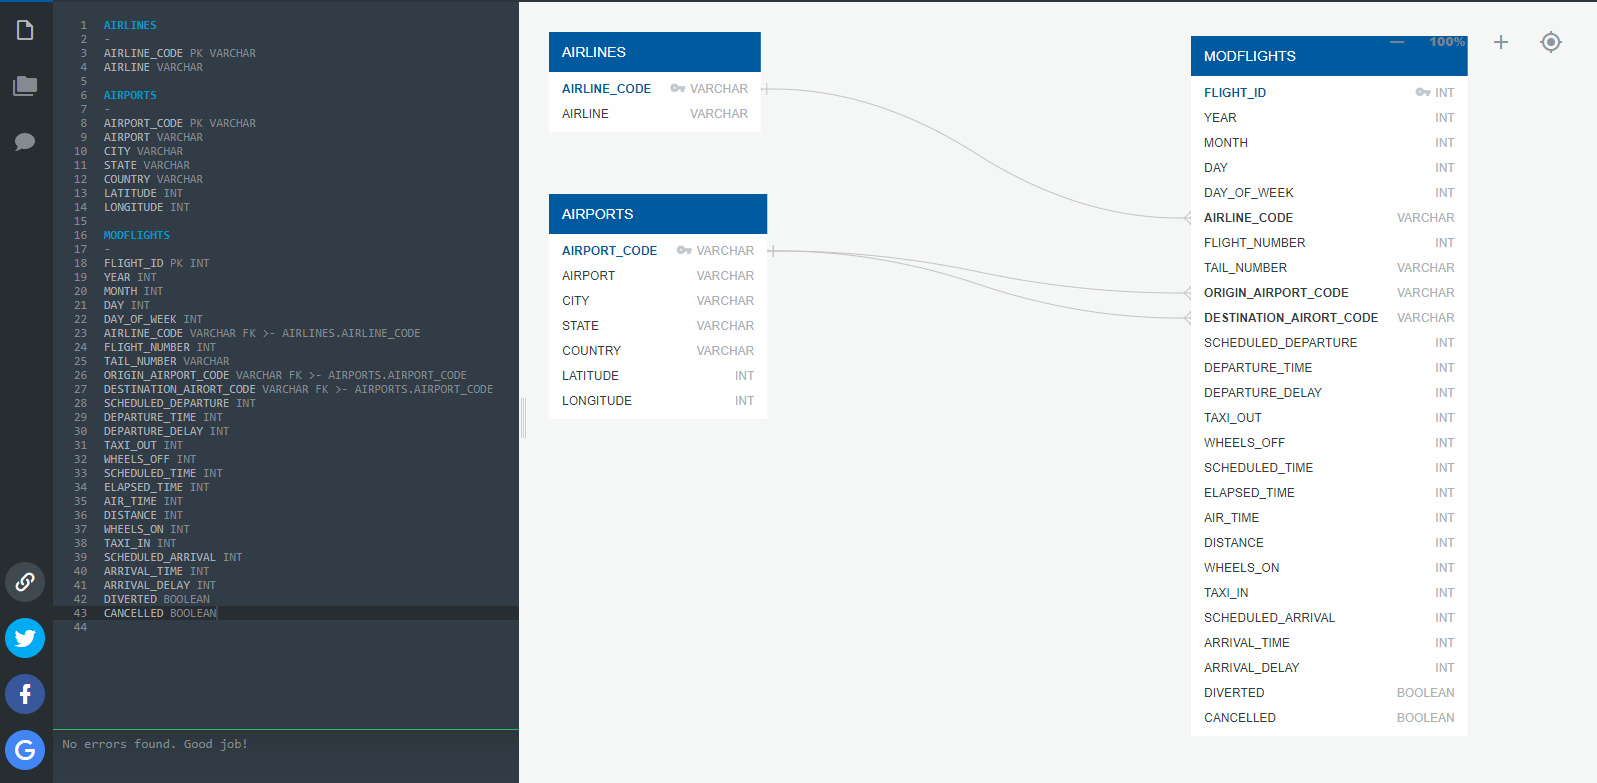 1 AIRLINES
2 -
3 AIRLINE_CODE PK VARCHAR
4 AIRLINE VARCHAR
5
6 AIRPORTS
7 -
8 AIRPORT_CODE PK VARCHAR
9 AIRPORT VARCHAR
10 CITY VARCHAR
11 STATE VARCHAR
12 COUNTRY VARCHAR
13 LATITUDE INT
14 LONGITUDE INT
15
16 MODFLIGHTS
17 -
18 FLIGHT_ID PK INT
19 YEAR INT
20 MONTH INT
21 DAY INT
22 DAY_OF_WEEK INT
23 AIRLINE_CODE VARCHAR FK >- AIRLINES.AIRLINE_CODE
24 FLIGHT_NUMBER INT
25 TAIL_NUMBER VARCHAR
26 ORIGIN_AIRPORT_CODE VARCHAR FK >- AIRPORTS.AIRPORT_CODE
27 DESTINATION_AIRORT_CODE VARCHAR FK >- AIRPORTS.AIRPORT_CODE
28 SCHEDULED_DEPARTURE INT
29 DEPARTURE_TIME INT
30 DEPARTURE_DELAY INT
31 TAXI_OUT INT
32 WHEELS_OFF INT
33 SCHEDULED_TIME INT
34 ELAPSED_TIME INT
35 AIR_TIME INT
36 DISTANCE INT
37 WHEELS_ON INT
38 TAXI_IN INT
39 SCHEDULED_ARRIVAL INT
40 ARRIVAL_TIME INT
41 ARRIVAL_DELAY INT
42 DIVERTED BOOLEAN
43 CANCELLED BOOLEAN
44
No errors found. Good job!
AIRLINES
AIRLINE_CODE VARCHAR
AIRLINE VARCHAR
AIRPORTS
AIRPORT_CODE VARCHAR
AIRPORT VARCHAR
CITY VARCHAR
STATE VARCHAR
COUNTRY VARCHAR
LATITUDE INT
LONGITUDE INT
100%
MODFLIGHTS
FLIGHT_ID INT
YEAR INT
MONTH INT
DAY INT
DAY_OF_WEEK INT
AIRLINE_CODE VARCHAR
FLIGHT_NUMBER INT
TAIL_NUMBER VARCHAR
ORIGIN_AIRPORT_CODE VARCHAR
DESTINATION_AIRORT_CODE VARCHAR
SCHEDULED_DEPARTURE INT
DEPARTURE_TIME INT
DEPARTURE_DELAY INT
TAXI_OUT INT
WHEELS_OFF INT
SCHEDULED_TIME INT
ELAPSED_TIME INT
AIR_TIME INT
DISTANCE INT
WHEELS_ON INT
TAXI_IN INT
SCHEDULED_ARRIVAL INT
ARRIVAL_TIME INT
ARRIVAL_DELAY INT
DIVERTED BOOLEAN
CANCELLED BOOLEAN